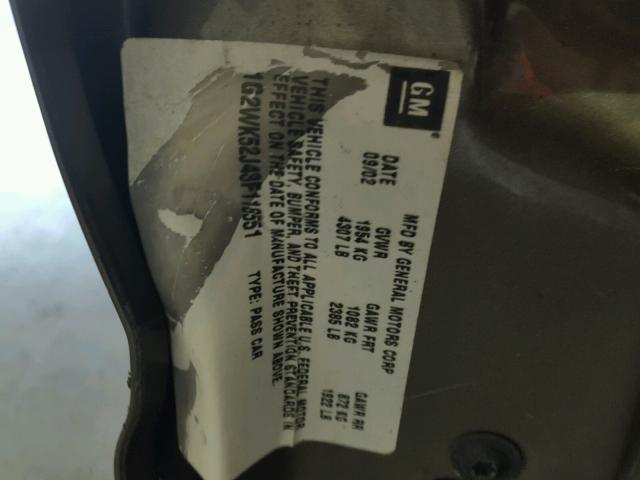 GM
MFD BY GENERAL MOTORS CORP
DATE GVWR GAWR FRT GAWR RR
09/02 1954 KG 1082 KG 872 KG
4307 LB 2385 LB 1922 LB
THIS VEHICLE CONFORMS TO ALL APPLICABLE U.S. FEDERAL MOTOR
VEHICLE SAFETY, BUMPER, AND THEFT PREVENTION STANDARDS IN
EFFECT ON THE DATE OF MANUFACTURE SHOWN ABOVE.
1G2WK52J43F118551 TYPE: PASS CAR